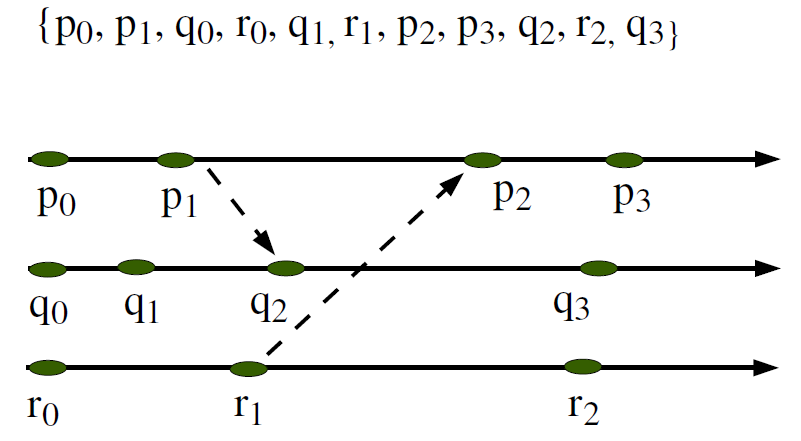 {p₀, p₁, q₀, r₀, q₁, r₁, p₂, p₃, q₂, r₂, q₃}
p₀ p₁ p₂ p₃
q₀ q₁ q₂ q₃
r₀ r₁ r₂